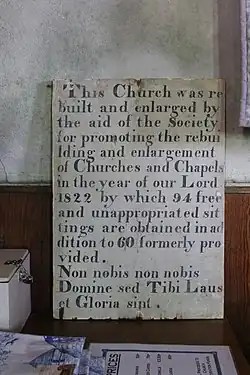 This Church was re
built and enlarged by
the aid of the Society
for promoting the rebui
lding and enlargement
of Churches and Chapels
in the year of our Lord
1822 by which 94 free
and unappropriated sit
tings are obtained in ad
dition to 60 formerly pro
vided.
Non nobis non nobis
Domine sed Tibi Laus
et Gloria sint.
PRICES